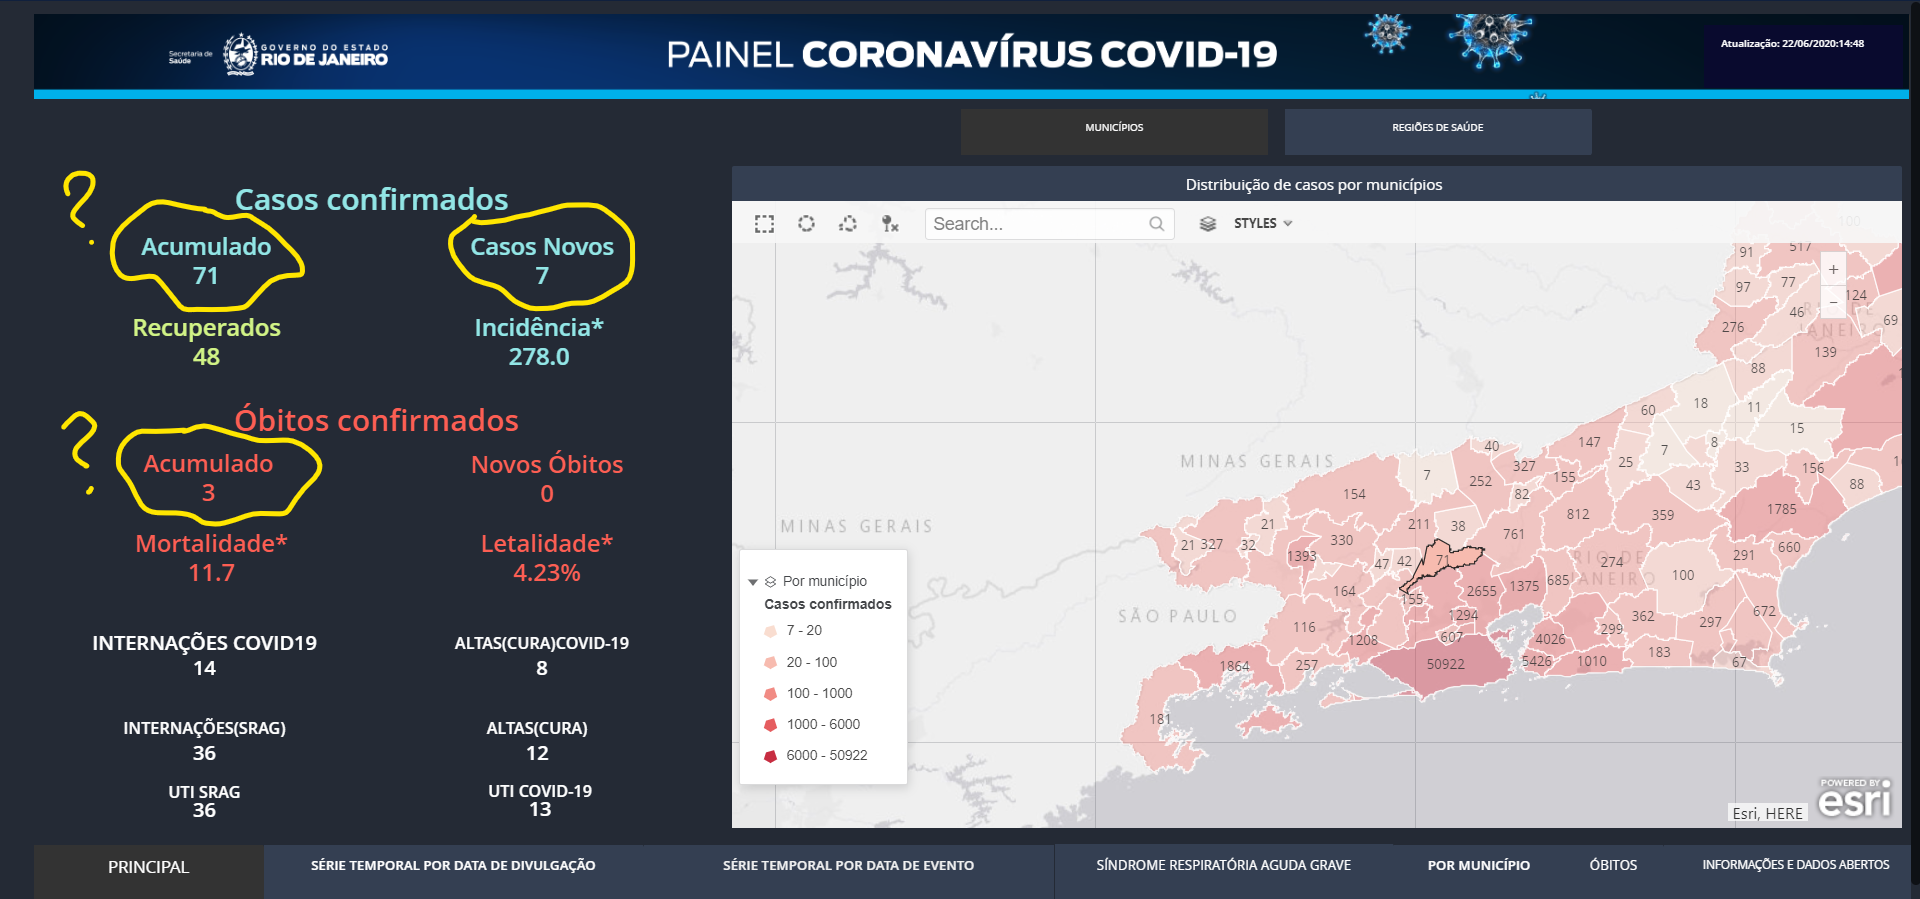 Secretaria de
Saúde
GOVERNO DO ESTADO
RIO DE JANEIRO
PAINEL CORONAVÍRUS COVID-19
Atualização: 22/06/2020:14:48
MUNICÍPIOS
REGIÕES DE SAÚDE
?
Casos confirmados
Acumulado
71
Casos Novos
7
Recuperados
48
Incidência*
278.0
?
Óbitos confirmados
Acumulado
3
Novos Óbitos
0
Mortalidade*
11.7
Letalidade*
4.23%
INTERNAÇÕES COVID19
14
ALTAS(CURA)COVID-19
8
INTERNAÇÕES(SRAG)
36
ALTAS(CURA)
12
UTI SRAG
36
UTI COVID-19
13
Distribuição de casos por municípios
Search...
STYLES
100
517
91
77
+
97
124
−
46
RIO DE
JANEIRO
69
276
139
88
60
18
11
15
147
7
8
40
MINAS GERAIS
25
33
156
327
155
7
252
43
88
154
82
1785
812
359
MINAS GERAIS
21
211
38
761
330
21 327
32
660
1393
291
RIO DE
JANEIRO
274
47
42
71
100
685
1375
164
2655
155
672
SÃO PAULO
1294
362
297
116
299
1208
607
4026
183
50922
5426
1010
67
1864
257
181
Por município
Casos confirmados
7 - 20
20 - 100
100 - 1000
1000 - 6000
6000 - 50922
POWERED BY
esri
Esri, HERE
PRINCIPAL
SÉRIE TEMPORAL POR DATA DE DIVULGAÇÃO
SÉRIE TEMPORAL POR DATA DE EVENTO
SÍNDROME RESPIRATÓRIA AGUDA GRAVE
POR MUNICÍPIO
ÓBITOS
INFORMAÇÕES E DADOS ABERTOS